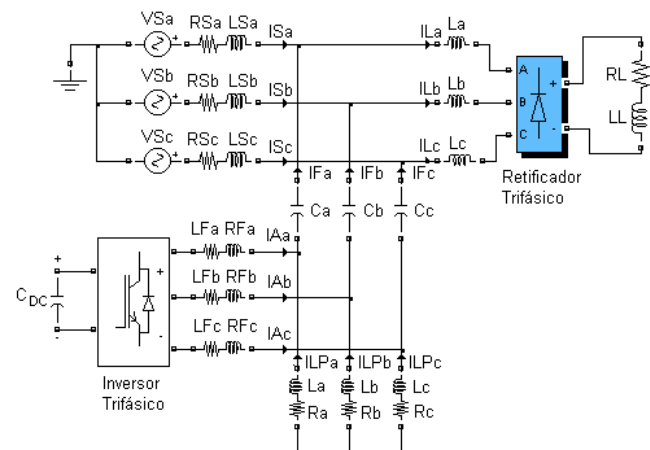 VSa RSa LSa ISa ILa La
VSb RSb LSb ISb ILb Lb
VSc RSc LSc ISc ILc Lc
A
B
C
+
-
RL
LL
Retificador
Trifásico
IFa IFb IFc
Ca Cb Cc
LFa RFa IAa
LFb RFb IAb
LFc RFc IAc
+
C DC
-
+
-
Inversor
Trifásico
ILPa ILPb ILPc
La Lb Lc
Ra Rb Rc